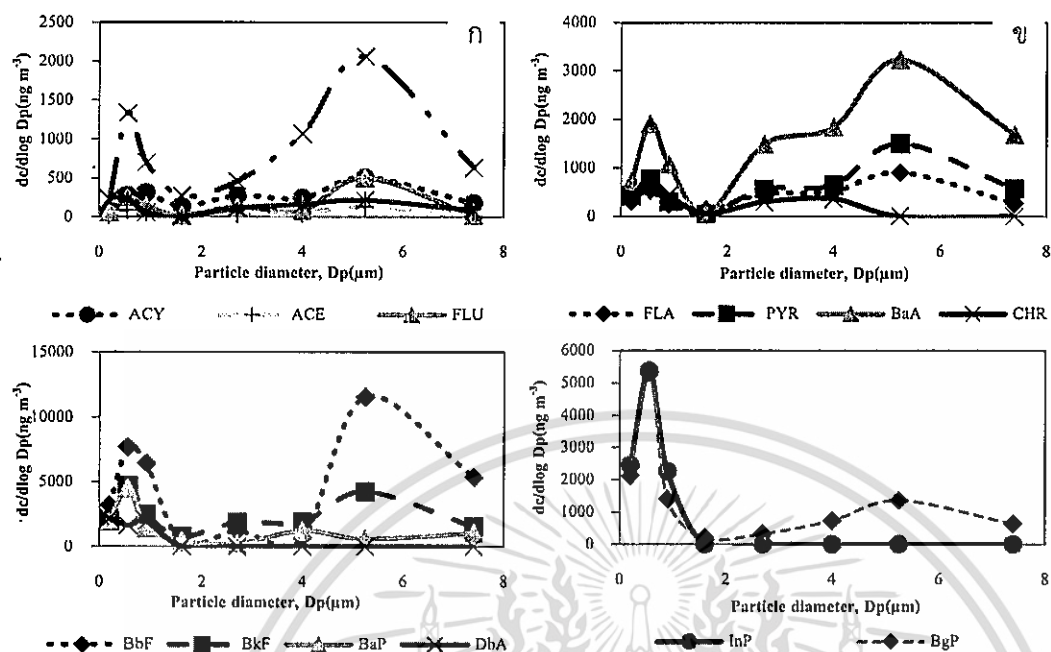 ก
dc/dlog Dp(ng m⁻³)
2500
2000
1500
1000
500
0
0 2 4 6 8
Particle diameter, Dp(μm)
ACY ACE FLU
ข
dc/dlog Dp(ng m⁻³)
4000
3000
2000
1000
0
0 2 4 6 8
Particle diameter, Dp(μm)
FLA PYR BaA CHR
dc/dlog Dp(ng m⁻³)
15000
10000
5000
0
0 2 4 6 8
Particle diameter, Dp(μm)
BbF BkF BaP DbA
dc/dlog Dp(ng m⁻³)
6000
5000
4000
3000
2000
1000
0
0 2 4 6 8
Particle diameter, Dp(μm)
InP BgP